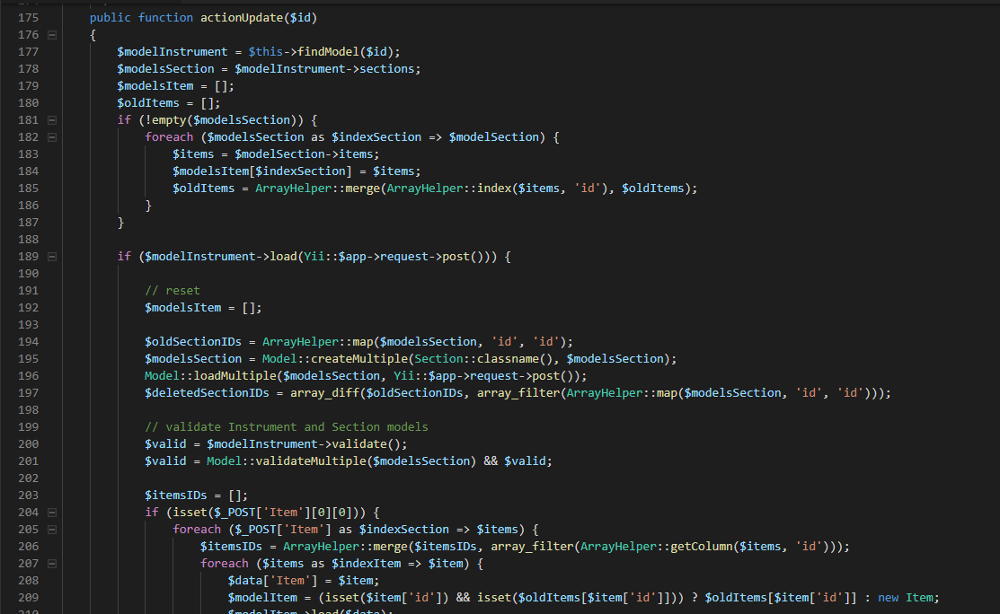 175 public function actionUpdate($id)
176 {
177 $modelInstrument = $this->findModel($id);
178 $modelsSection = $modelInstrument->sections;
179 $modelsItem = [];
180 $oldItems = [];
181 if (!empty($modelsSection)) {
182 foreach ($modelsSection as $indexSection => $modelSection) {
183 $items = $modelSection->items;
184 $modelsItem[$indexSection] = $items;
185 $oldItems = ArrayHelper::merge(ArrayHelper::index($items, 'id'), $oldItems);
186 }
187 }
188
189 if ($modelInstrument->load(Yii::$app->request->post())) {
190
191 // reset
192 $modelsItem = [];
193
194 $oldSectionIDs = ArrayHelper::map($modelsSection, 'id', 'id');
195 $modelsSection = Model::createMultiple(Section::classname(), $modelsSection);
196 Model::loadMultiple($modelsSection, Yii::$app->request->post());
197 $deletedSectionIDs = array_diff($oldSectionIDs, array_filter(ArrayHelper::map($modelsSection, 'id', 'id')));
198
199 // validate Instrument and Section models
200 $valid = $modelInstrument->validate();
201 $valid = Model::validateMultiple($modelsSection) && $valid;
202
203 $itemsIDs = [];
204 if (isset($_POST['Item'][0][0])) {
205 foreach ($_POST['Item'] as $indexSection => $items) {
206 $itemsIDs = ArrayHelper::merge($itemsIDs, array_filter(ArrayHelper::getColumn($items, 'id')));
207 foreach ($items as $indexItem => $item) {
208 $data['Item'] = $item;
209 $modelItem = (isset($item['id']) && isset($oldItems[$item['id']])) ? $oldItems[$item['id']] : new Item;
210 $modelItem->load($data);